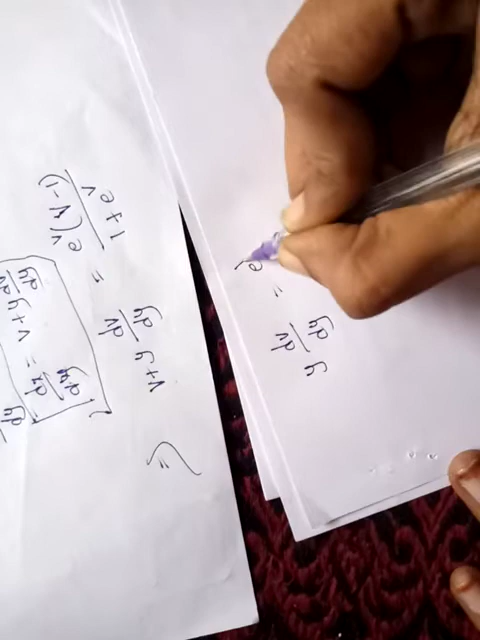 dx/dy = v + y dv/dy
⇒ v + y dv/dy = e^v(v-1)/1+e^v
y dv/dy = e